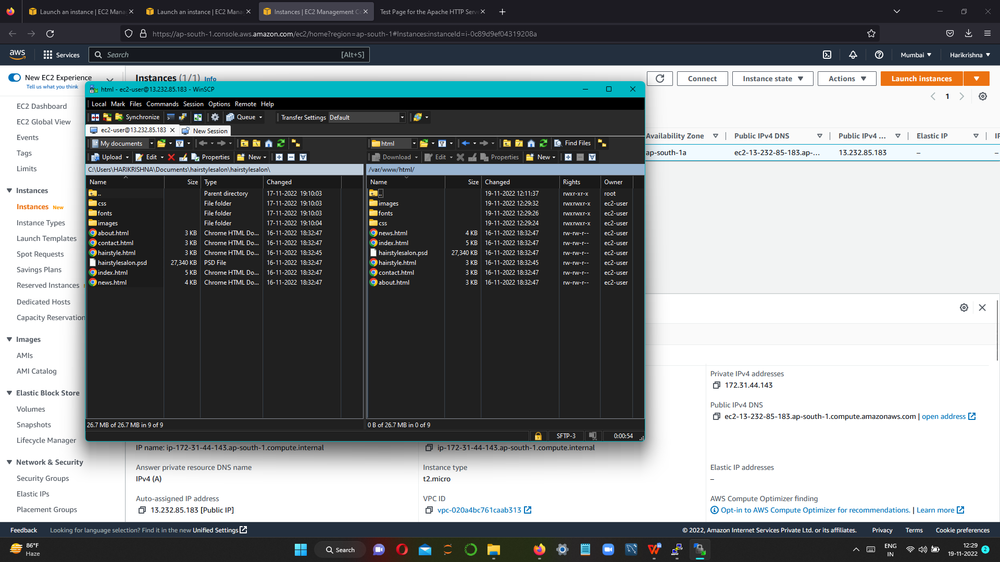 Launch an instance | EC2 Mana
Launch an instance | EC2 Mana
Instances | EC2 Management C
Test Page for the Apache HTTP Serv
https://ap-south-1.console.aws.amazon.com/ec2/home?region=ap-south-1#Instances:instanceId=i-0c89d9ef04319208a
aws
Services
Search
[Alt+S]
Mumbai
Harikrishna
New EC2 Experience
Tell us what you think
EC2 Dashboard
EC2 Global View
Events
Tags
Limits
Instances
Instances New
Instance Types
Launch Templates
Spot Requests
Savings Plans
Reserved Instances
Dedicated Hosts
Capacity Reservation
Images
AMIs
AMI Catalog
Elastic Block Store
Volumes
Snapshots
Lifecycle Manager
Network & Security
Security Groups
Elastic IPs
Placement Groups
Instances (1/1) Info
Connect
Instance state
Actions
Launch instances
1
Availability Zone
Public IPv4 DNS
Public IPv4 ...
Elastic IP
IP
ap-south-1a
ec2-13-232-85-183.ap-...
13.232.85.183
–
–
html - ec2-user@13.232.85.183 - WinSCP
Local Mark Files Commands Session Options Remote Help
Synchronize
Queue
Transfer Settings Default
ec2-user@13.232.85.183
New Session
My documents
Upload Edit Properties New
C:\Users\HARIKRISHNA\Documents\hairstylesalon\hairstylesalon\
Name Size Type Changed
.. Parent directory 17-11-2022 19:10:03
css File folder 17-11-2022 19:10:03
fonts File folder 17-11-2022 19:10:03
images File folder 17-11-2022 19:10:04
about.html 3 KB Chrome HTML Do... 16-11-2022 18:32:47
contact.html 3 KB Chrome HTML Do... 16-11-2022 18:32:47
hairstyle.html 3 KB Chrome HTML Do... 16-11-2022 18:32:45
hairstylesalon.psd 27,340 KB PSD File 16-11-2022 18:32:47
index.html 5 KB Chrome HTML Do... 16-11-2022 18:32:47
news.html 4 KB Chrome HTML Do... 16-11-2022 18:32:47
26.7 MB of 26.7 MB in 9 of 9
html
Find Files
Download Edit Properties New
/var/www/html/
Name Size Changed Rights Owner
.. 19-11-2022 12:11:37 rwxr-xr-x root
images 19-11-2022 12:29:32 rwxrwxr-x ec2-user
fonts 19-11-2022 12:29:26 rwxrwxr-x ec2-user
css 19-11-2022 12:29:24 rwxrwxr-x ec2-user
news.html 4 KB 16-11-2022 18:32:47 rw-rw-r-- ec2-user
index.html 5 KB 16-11-2022 18:32:47 rw-rw-r-- ec2-user
hairstylesalon.psd 27,340 KB 16-11-2022 18:32:47 rw-rw-r-- ec2-user
hairstyle.html 3 KB 16-11-2022 18:32:45 rw-rw-r-- ec2-user
contact.html 3 KB 16-11-2022 18:32:47 rw-rw-r-- ec2-user
about.html 3 KB 16-11-2022 18:32:47 rw-rw-r-- ec2-user
0 B of 26.7 MB in 0 of 9
SFTP-3
0:00:54
Private IPv4 addresses
172.31.44.143
Public IPv4 DNS
ec2-13-232-85-183.ap-south-1.compute.amazonaws.com | open address
IP name: ip-172-31-44-143.ap-south-1.compute.internal
ip-172-31-44-143.ap-south-1.compute.internal
Answer private resource DNS name
IPv4 (A)
Instance type
t2.micro
Elastic IP addresses
–
Auto-assigned IP address
13.232.85.183 [Public IP]
VPC ID
vpc-020a4bc761caab313
AWS Compute Optimizer finding
Opt-in to AWS Compute Optimizer for recommendations. | Learn more
Feedback
Looking for language selection? Find it in the new Unified Settings
© 2022, Amazon Internet Services Private Ltd. or its affiliates.
Privacy
Terms
Cookie preferences
86°F
Haze
Search
ENG
IN
12:29
19-11-2022
2